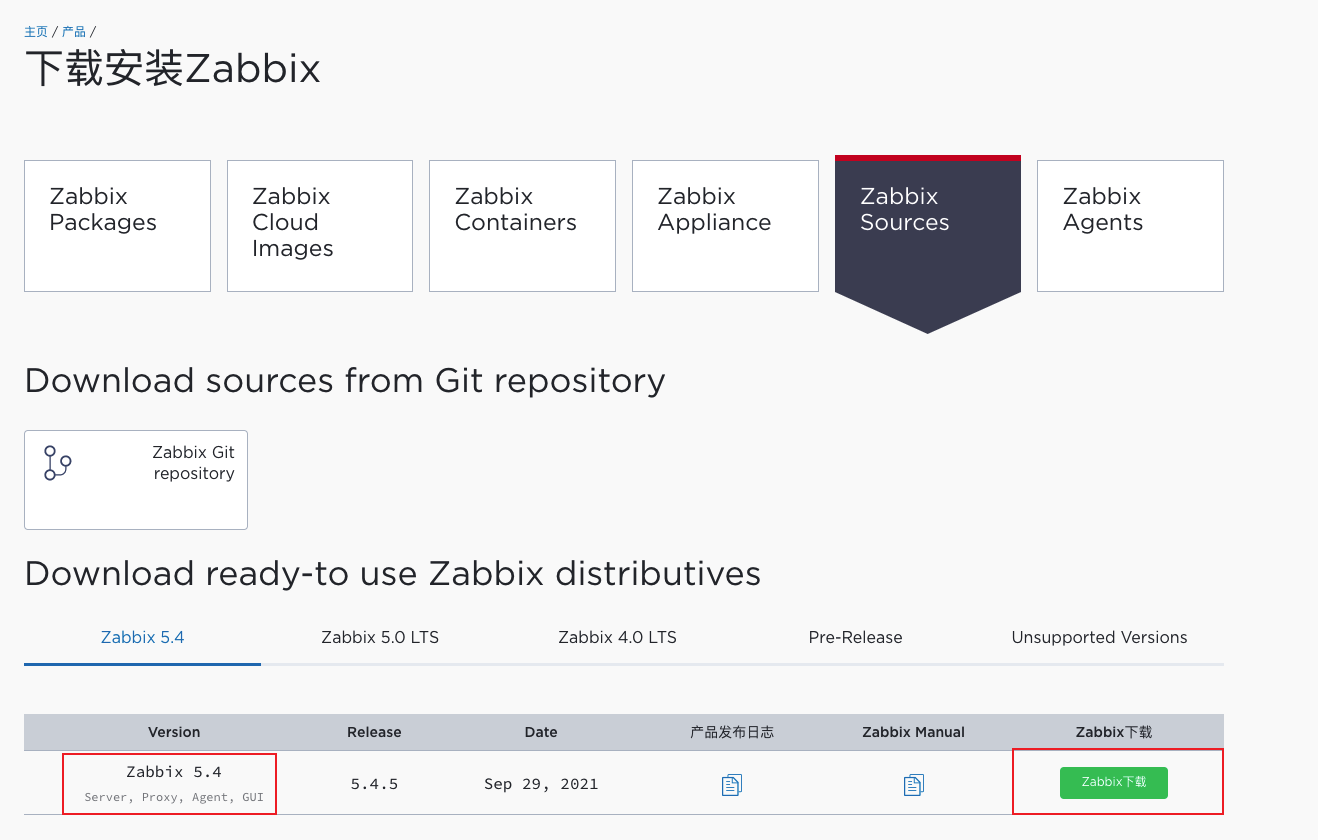 主页 / 产品 /
下载安装Zabbix
Zabbix
Packages
Zabbix
Cloud
Images
Zabbix
Containers
Zabbix
Appliance
Zabbix
Sources
Zabbix
Agents
Download sources from Git repository
Zabbix Git
repository
Download ready-to use Zabbix distributives
Zabbix 5.4 Zabbix 5.0 LTS Zabbix 4.0 LTS Pre-Release Unsupported Versions
Version Release Date 产品发布日志 Zabbix Manual Zabbix下载
Zabbix 5.4
Server, Proxy, Agent, GUI
5.4.5 Sep 29, 2021 Zabbix下载